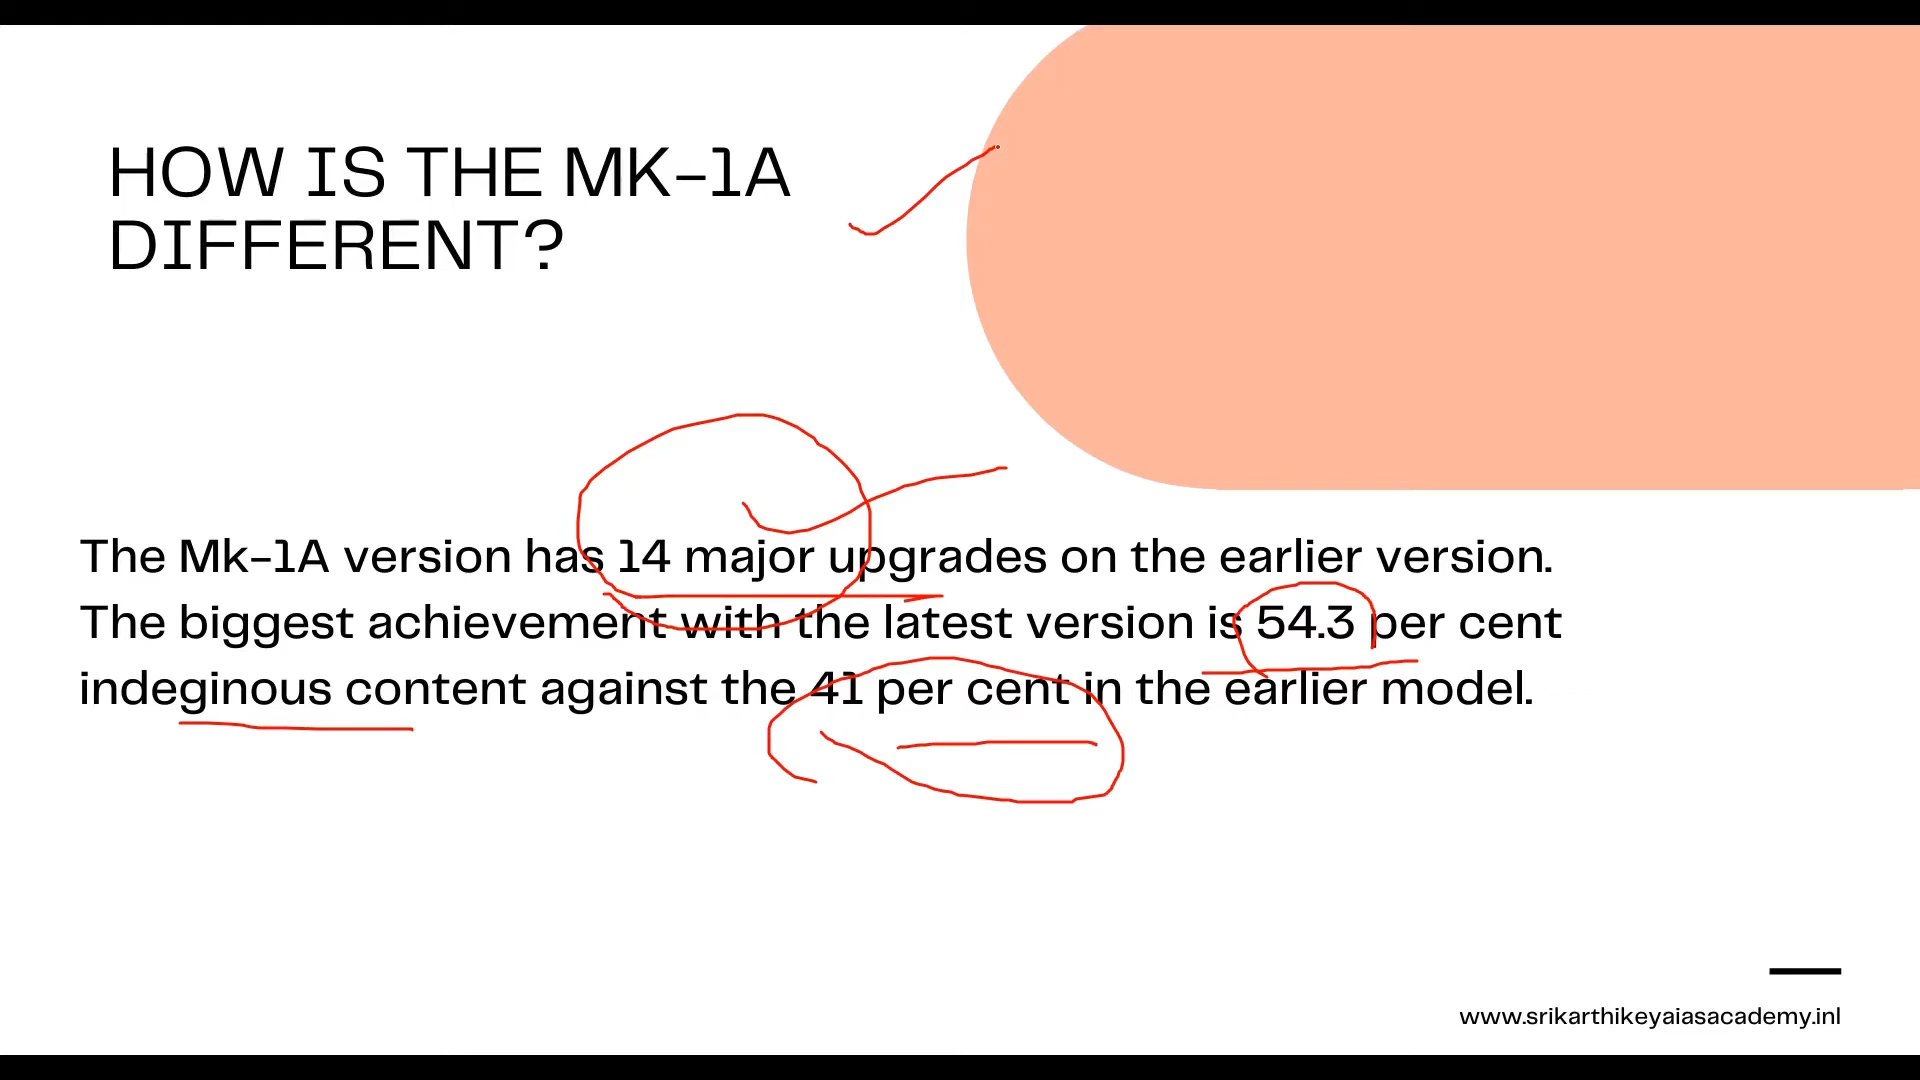 HOW IS THE MK-1A
DIFFERENT?
The Mk-1A version has 14 major upgrades on the earlier version.
The biggest achievement with the latest version is 54.3 per cent
indeginous content against the 41 per cent in the earlier model.
www.srikarthikeyaiasacademy.inl